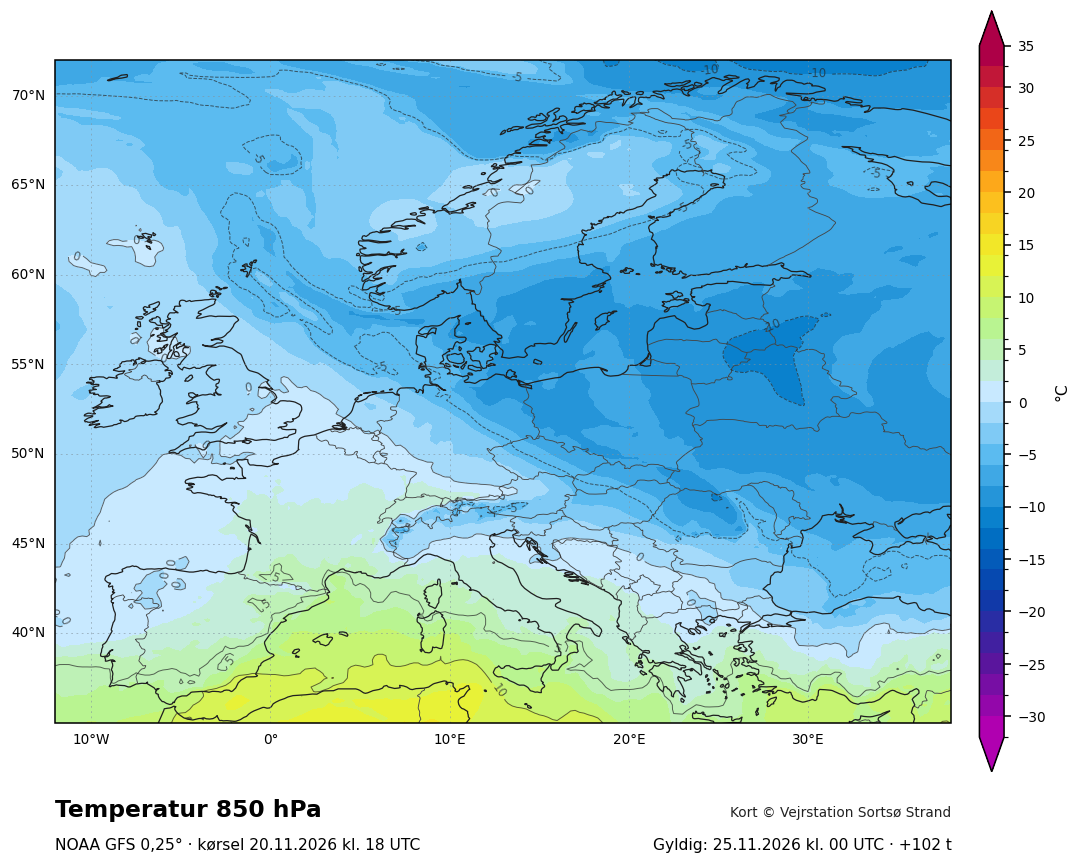 70°N
65°N
60°N
55°N
50°N
45°N
40°N
10°W 0° 10°E 20°E 30°E
35
30
25
20
15
10
5
0
−5
−10
−15
−20
−25
−30
°C
Temperatur 850 hPa
Kort © Vejrstation Sortsø Strand
NOAA GFS 0,25° · kørsel 20.11.2026 kl. 18 UTC
Gyldig: 25.11.2026 kl. 00 UTC · +102 t